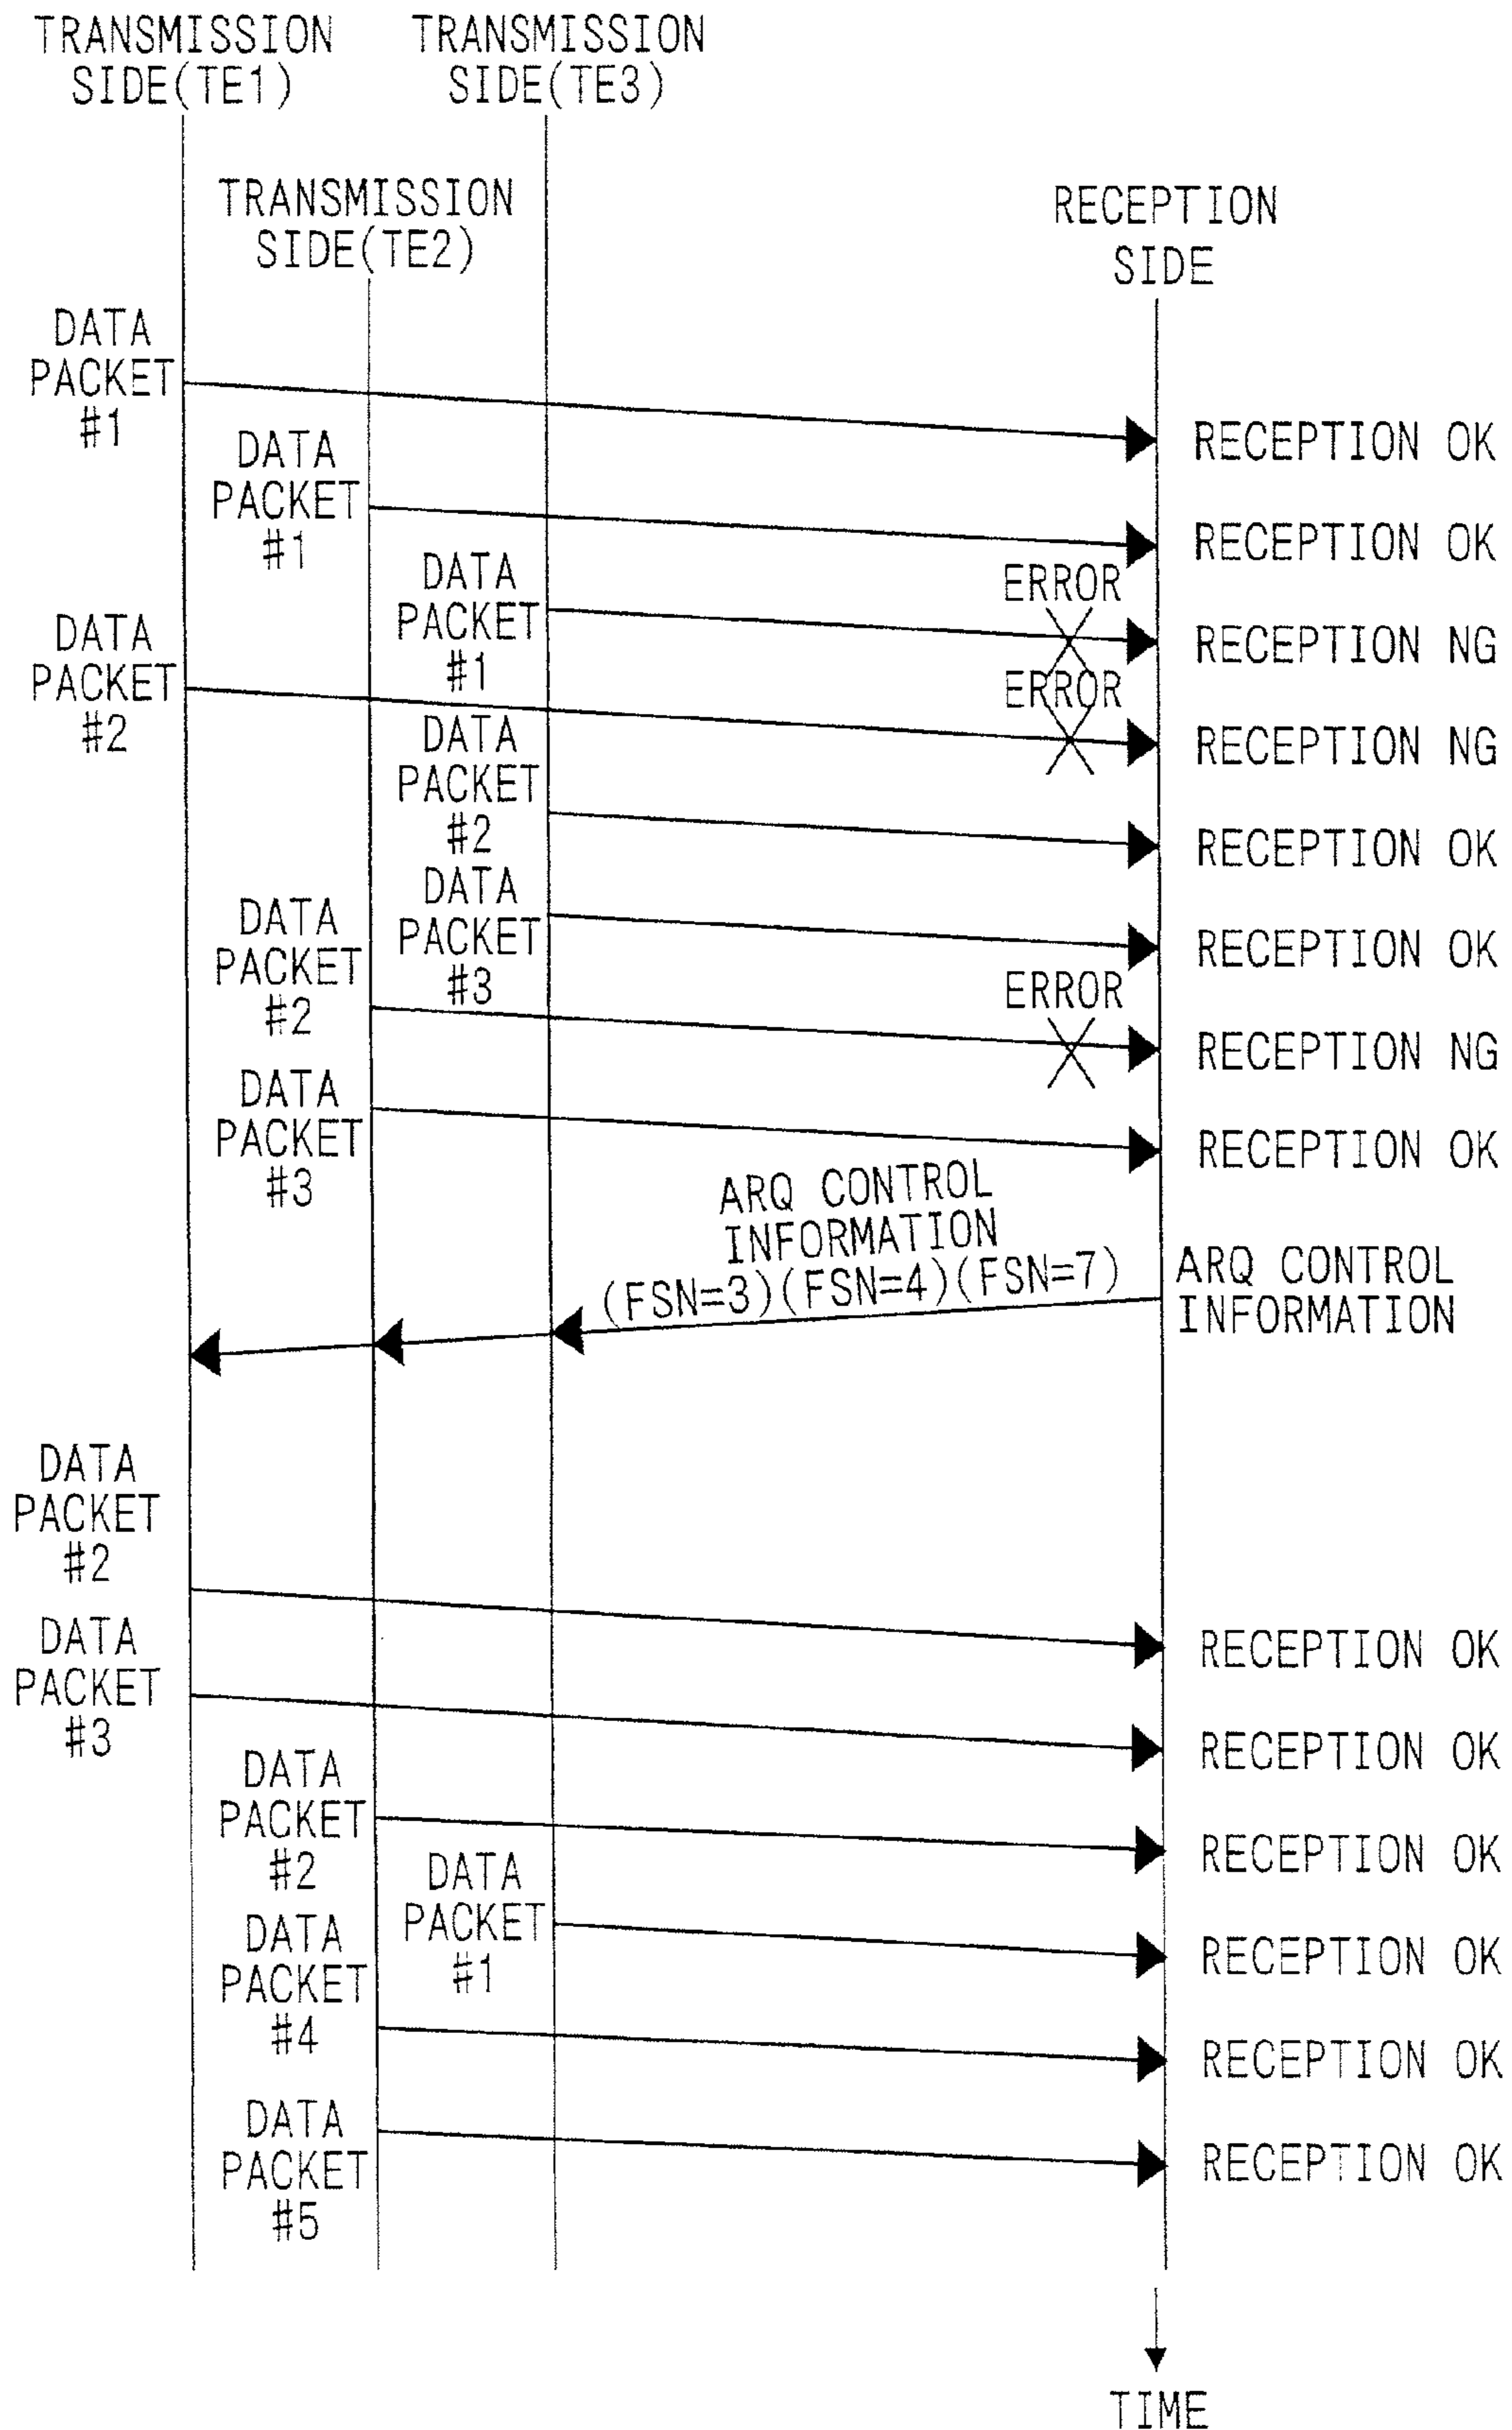 TRANSMISSION
SIDE(TE1)
TRANSMISSION
SIDE(TE3)
TRANSMISSION
SIDE(TE2)
RECEPTION
SIDE
DATA
PACKET
#1
RECEPTION OK
DATA
PACKET
#1
RECEPTION OK
DATA
PACKET
#1
ERROR
RECEPTION NG
DATA
PACKET
#2
ERROR
RECEPTION NG
DATA
PACKET
#2
RECEPTION OK
DATA
PACKET
#3
RECEPTION OK
DATA
PACKET
#2
ERROR
RECEPTION NG
DATA
PACKET
#3
RECEPTION OK
ARQ CONTROL
INFORMATION
(FSN=3)(FSN=4)(FSN=7)
ARQ CONTROL
INFORMATION
DATA
PACKET
#2
RECEPTION OK
DATA
PACKET
#3
RECEPTION OK
DATA
PACKET
#2
RECEPTION OK
DATA
PACKET
#1
RECEPTION OK
DATA
PACKET
#4
RECEPTION OK
DATA
PACKET
#5
RECEPTION OK
TIME